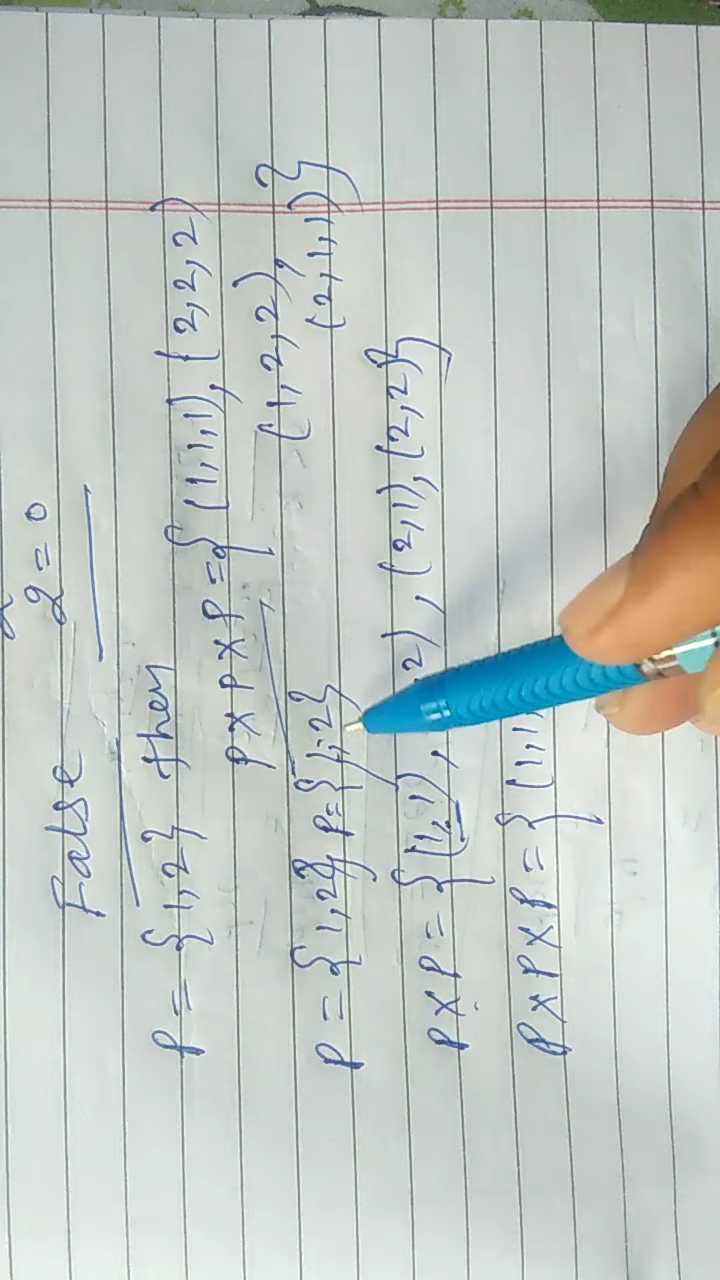 2 = 0
False
P = {1,2} then
P X P X P = { (1,1,1), (2,2,2)
(1,2,2),
(2,1,1) }
P = {1,2}, P = {1,2}
P X P = { (1,1), 2), (2,1), (2,2) }
P X P X P = { (1,1